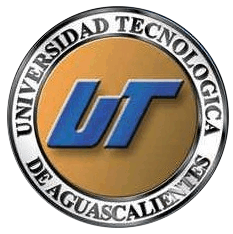 UNIVERSIDAD TECNOLOGICA
UT
DE AGUASCALIENTES